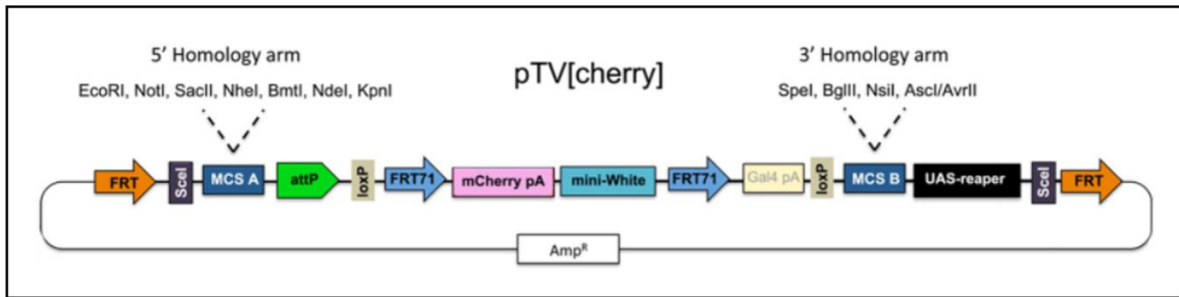 5' Homology arm
EcoRI, NotI, SacII, NheI, BmtI, NdeI, KpnI
pTV[cherry]
3' Homology arm
SpeI, BglII, NsiI, AscI/AvrII
FRT
SceI
MCS A
attP
loxP
FRT71
mCherry pA
mini-White
FRT71
Gal4 pA
loxP
MCS B
UAS-reaper
SceI
FRT
Amp^R